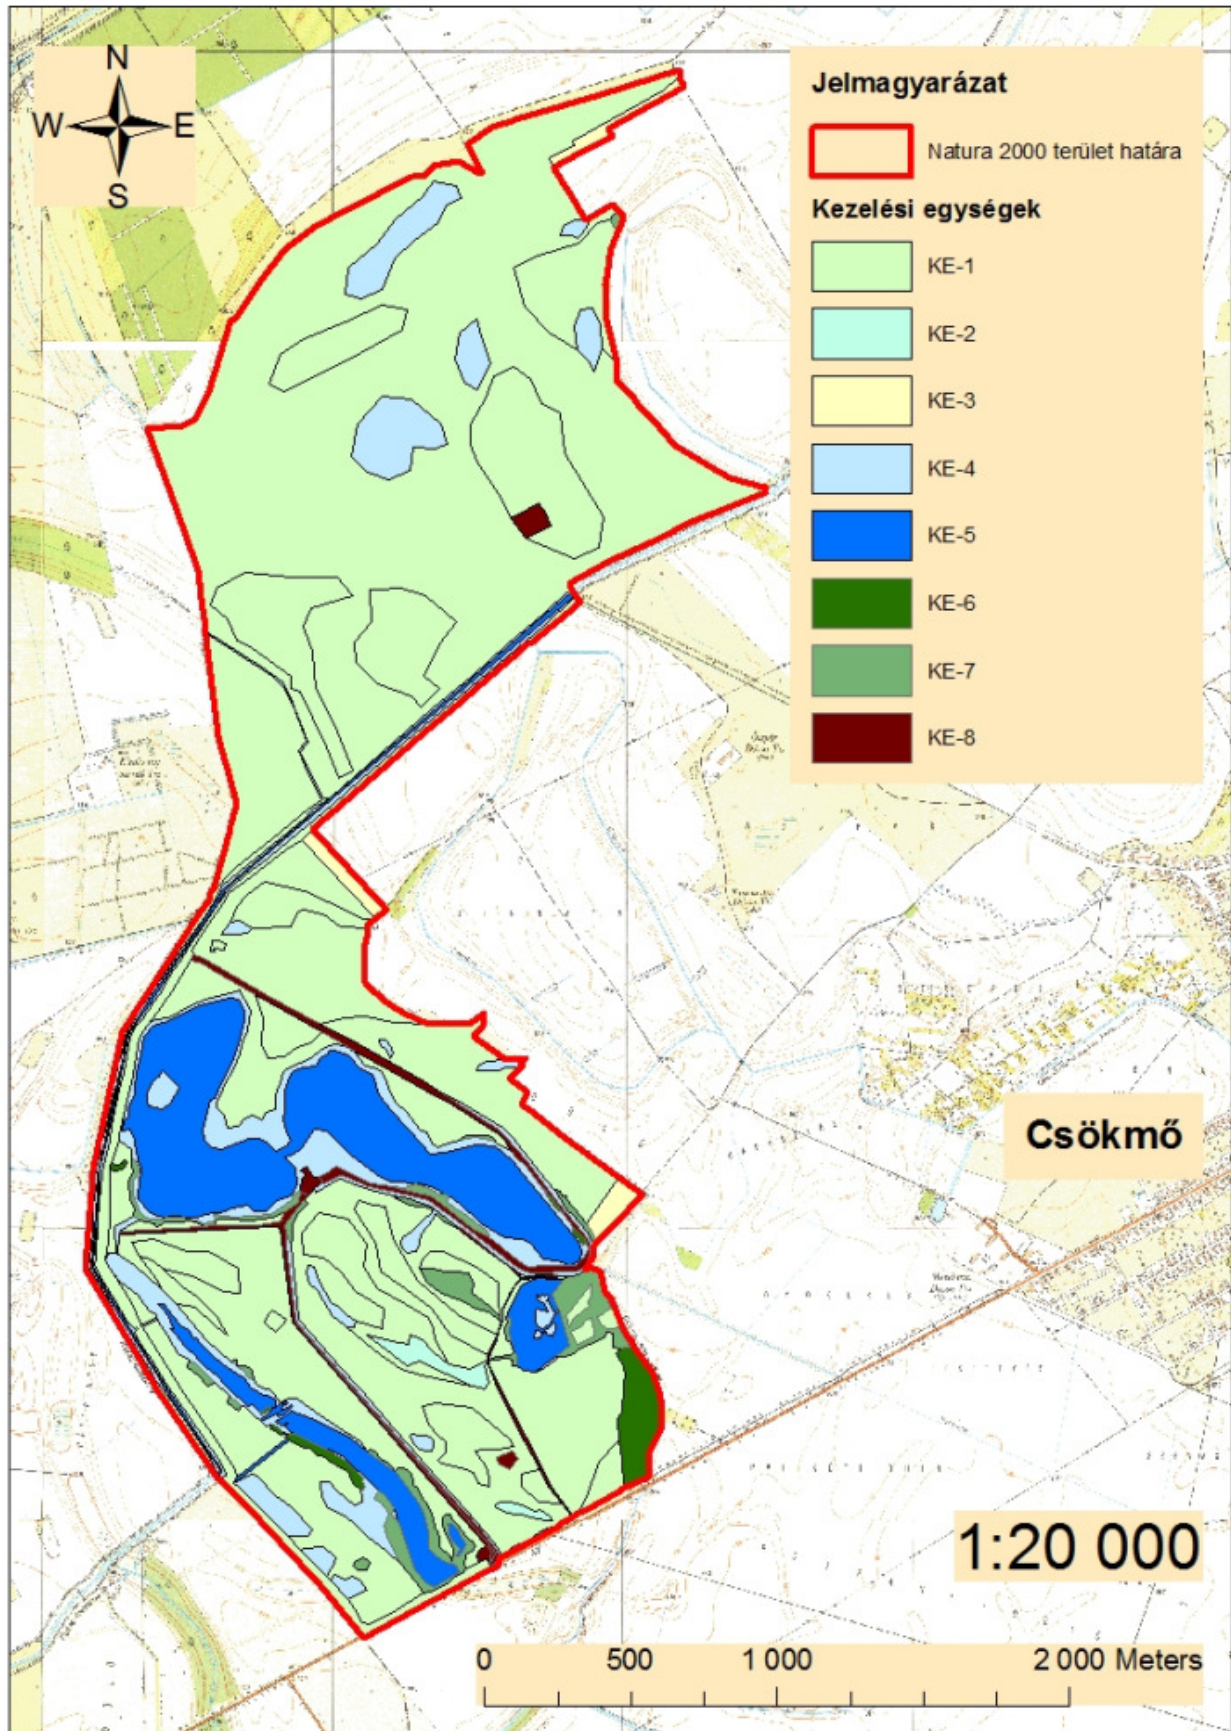 N
W E
S
Jelmagyarázat
Natura 2000 terület határa
Kezelési egységek
KE-1
KE-2
KE-3
KE-4
KE-5
KE-6
KE-7
KE-8
Csökmő
1:20 000
0 500 1 000 2 000 Meters